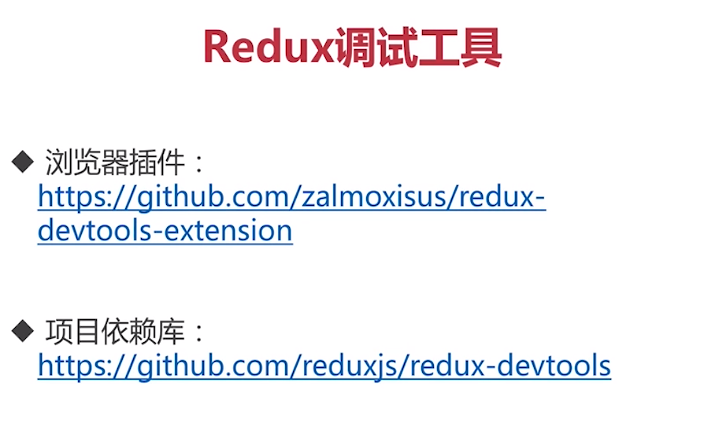 Redux调试工具
◆ 浏览器插件：
https://github.com/zalmoxisus/redux-
devtools-extension
◆ 项目依赖库：
https://github.com/reduxjs/redux-devtools